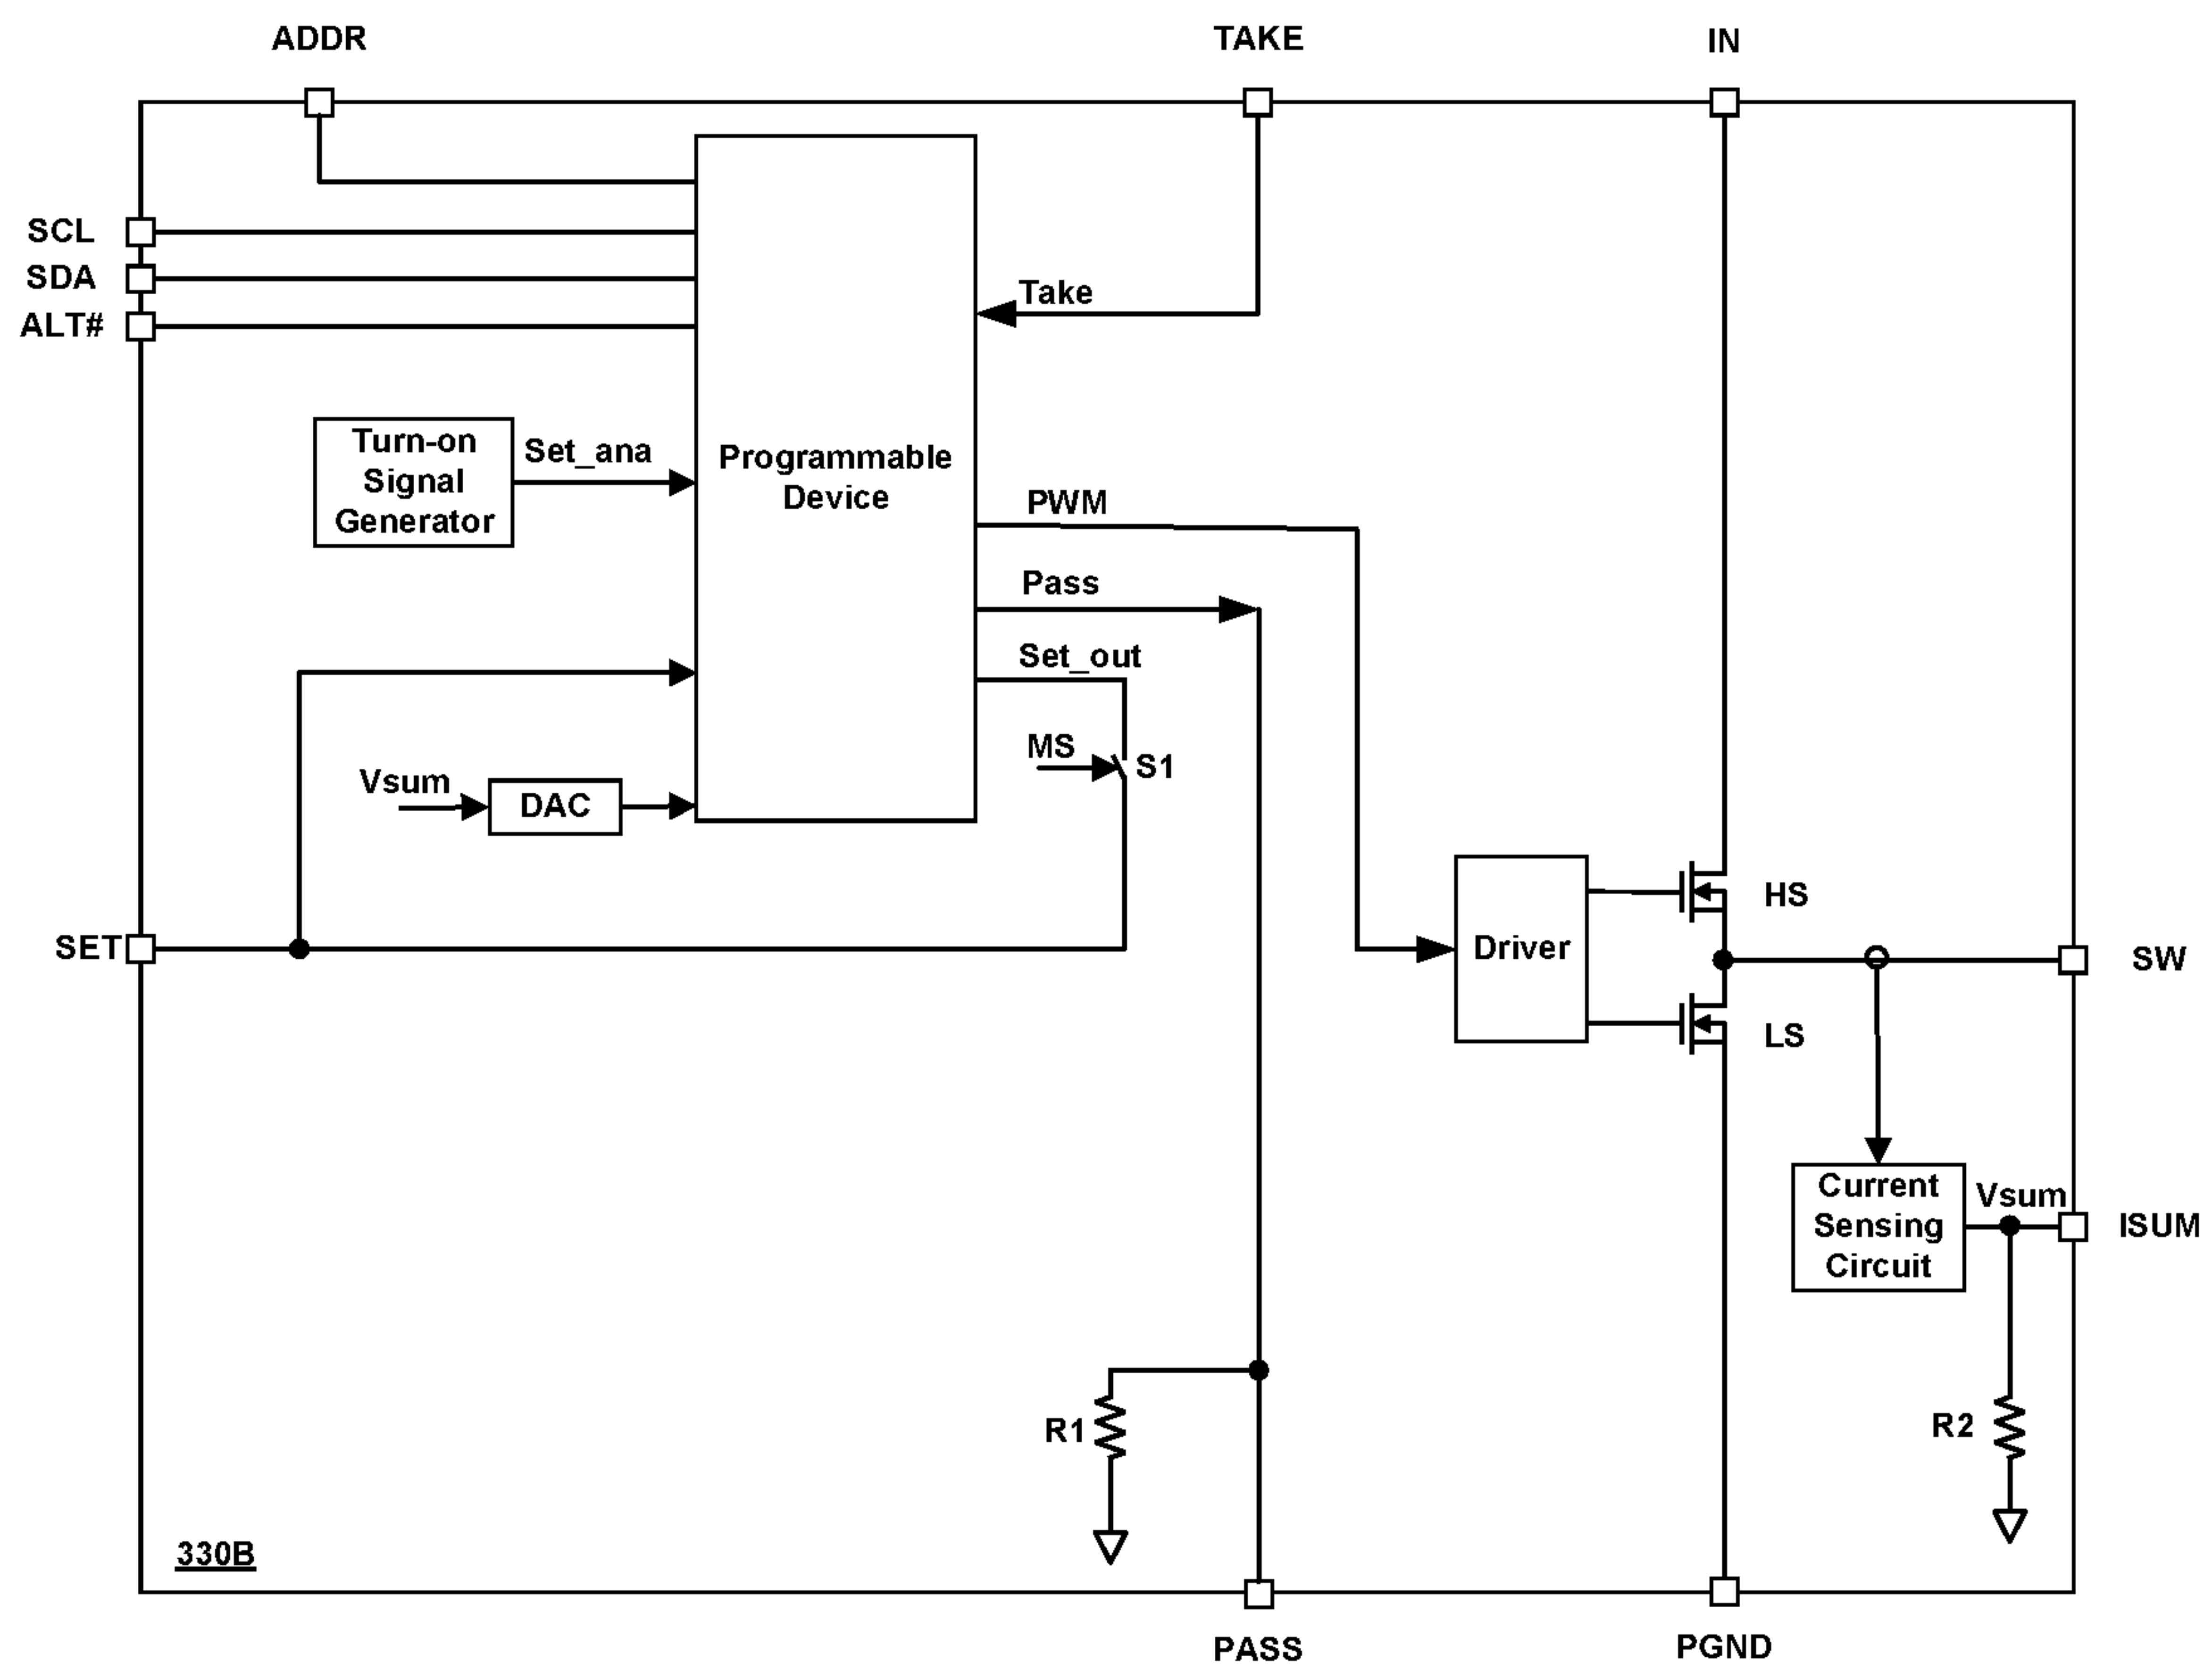 ADDR
TAKE
IN
SCL
SDA
ALT#
Take
Turn-on
Signal
Generator
Set_ana
Programmable
Device
PWM
Pass
Set_out
MS
S1
Vsum
DAC
SET
Driver
HS
SW
LS
Current
Sensing
Circuit
Vsum
ISUM
R1
R2
330B
PASS
PGND